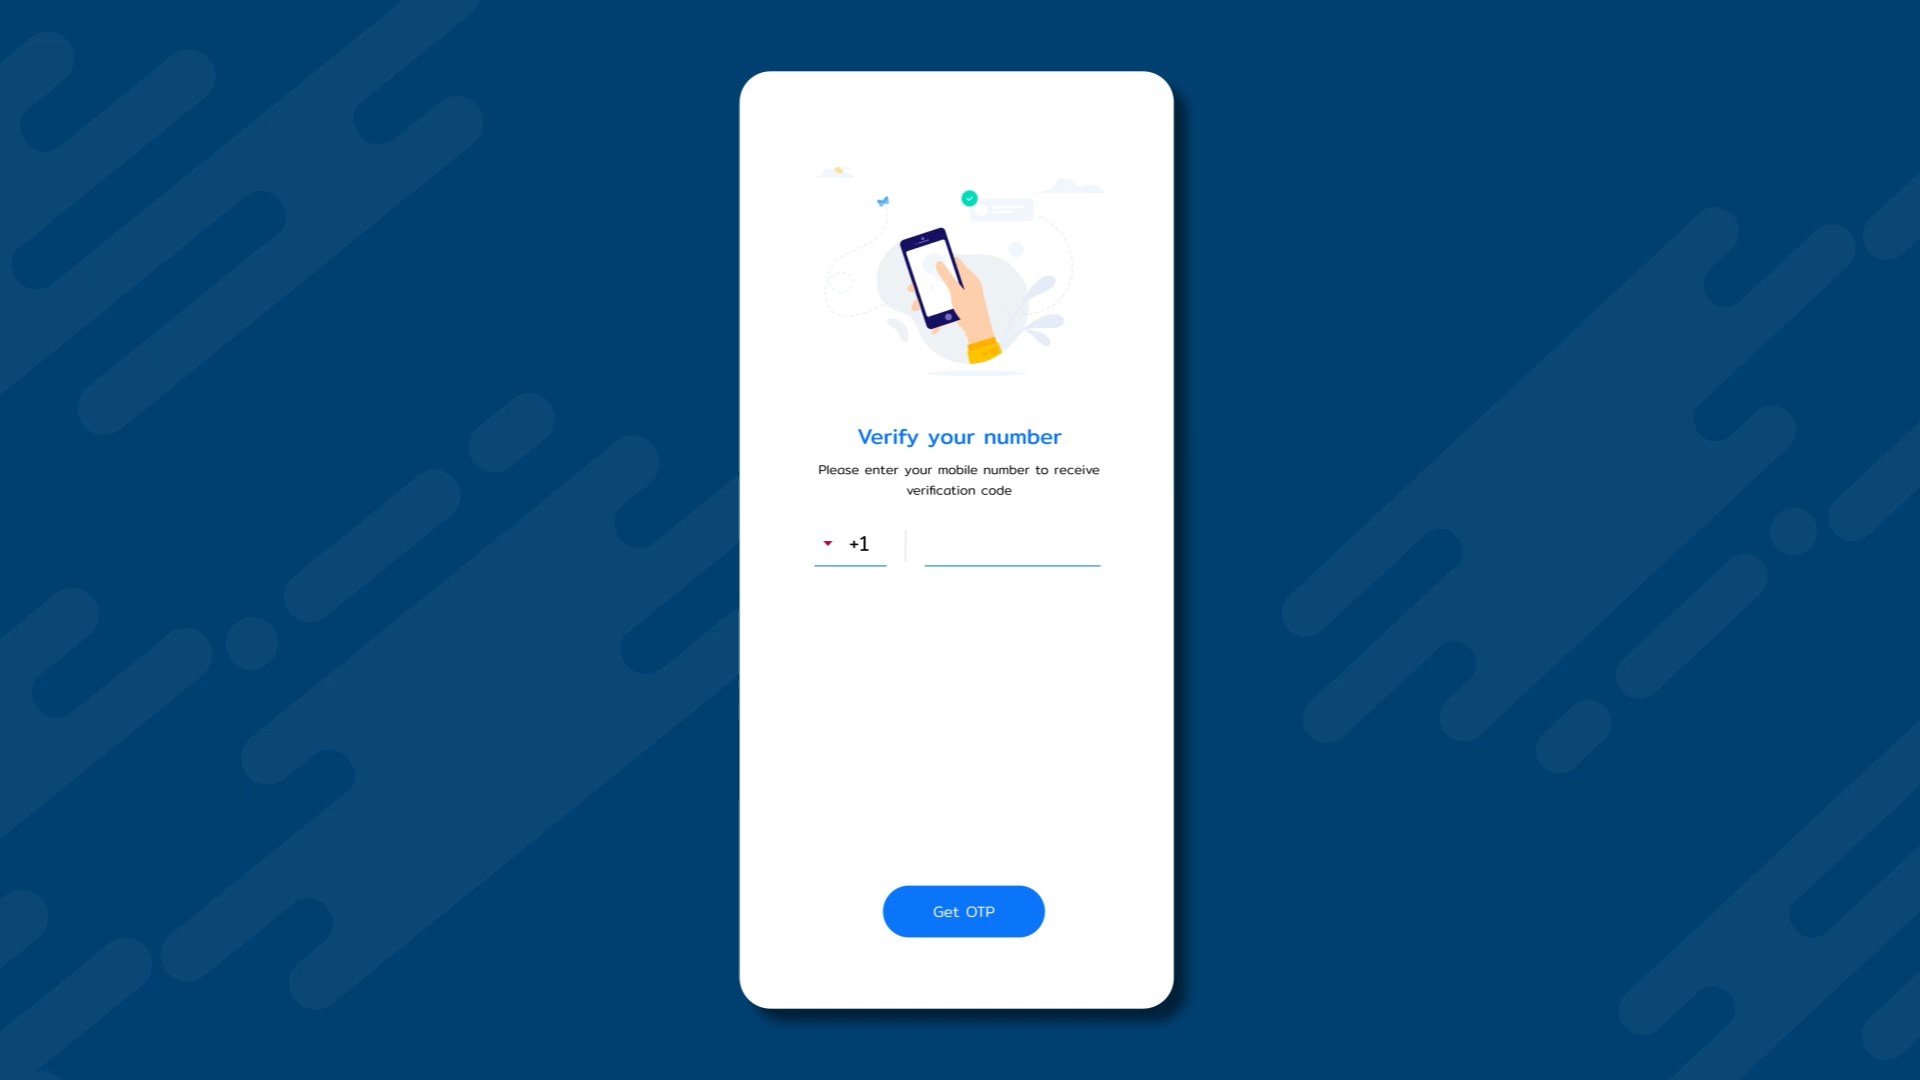 Verify your number
Please enter your mobile number to receive
verification code
+1
Get OTP